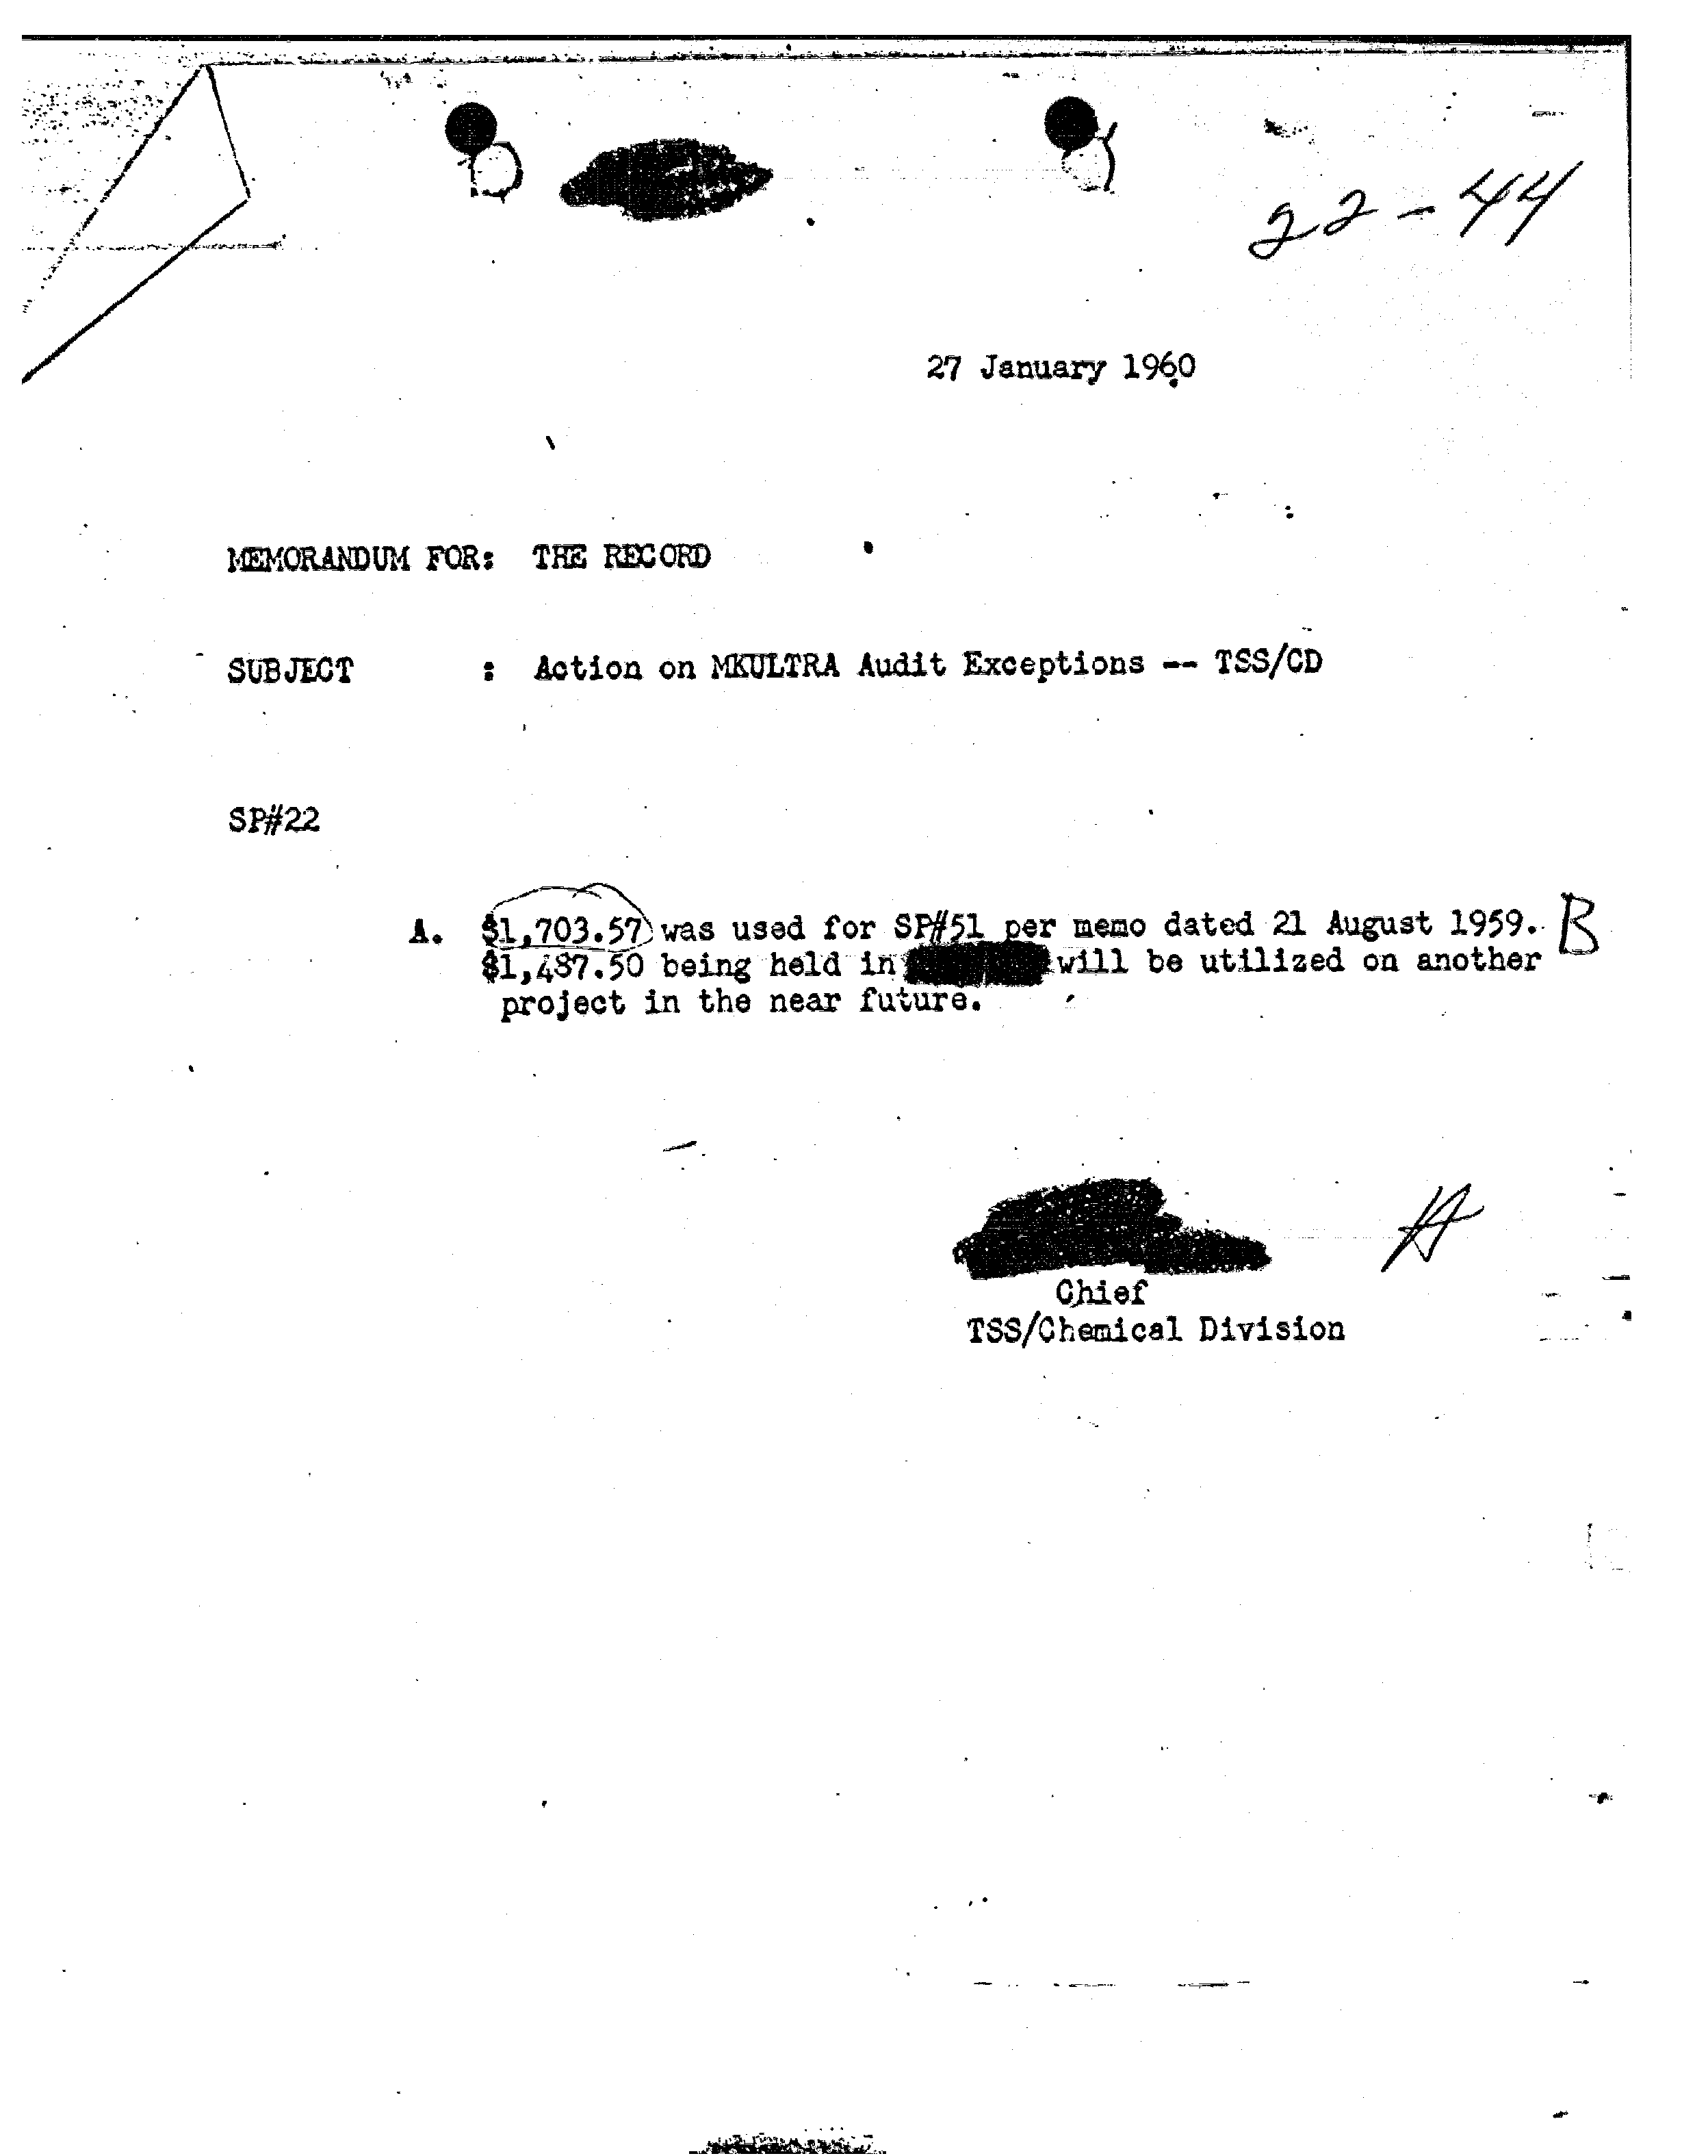 22-44
27 January 1960
MEMORANDUM FOR: THE RECORD
SUBJECT : Action on MKULTRA Audit Exceptions -- TSS/CD
SP#22
A. $1,703.57 was used for SP#51 per memo dated 21 August 1959. B
$1,487.50 being held in will be utilized on another
project in the near future.
Chief
TSS/Chemical Division